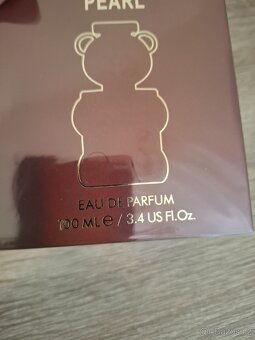 PEARL
EAU DE PARFUM
100 ML e / 3.4 US Fl.Oz.